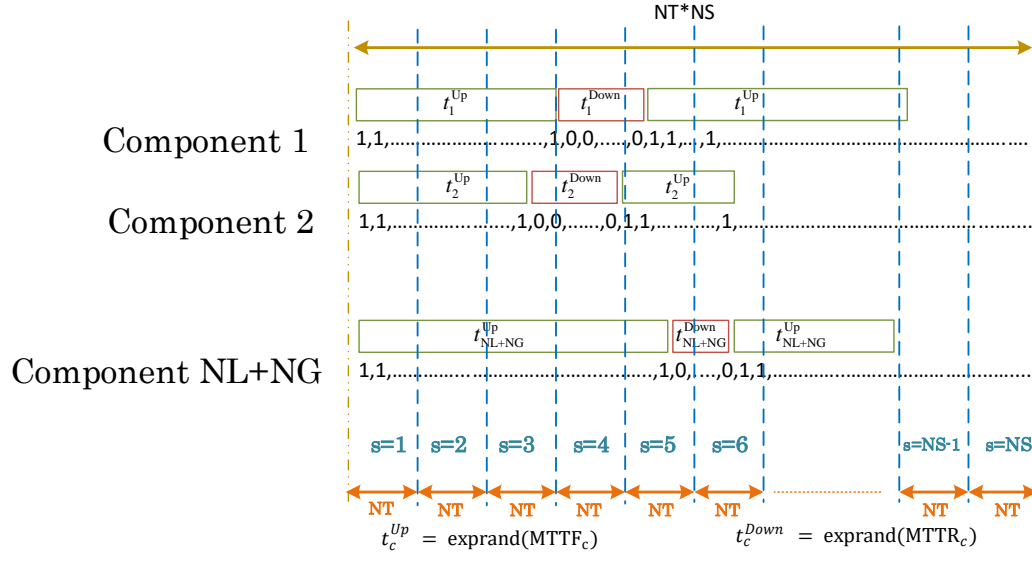 NT*NS
t_1^Up t_1^Down t_1^Up
Component 1 1,1,.............................,1,0,0,.....,0,1,1,... ,1,...............................................................
t_2^Up t_2^Down t_2^Up
Component 2 1,1,.........................,1,0,0,......,0,1,1,... .......,1,............................................................
t_NL+NG^Up t_NL+NG^Down t_NL+NG^Up
Component NL+NG 1,1,....................................................,1,0,.....,0,1,1,.....................................................
s=1 s=2 s=3 s=4 s=5 s=6 s=NS-1 s=NS
NT NT NT NT NT NT ........................ NT NT
t_c^Up = exprand(MTTF_c) t_c^Down = exprand(MTTR_c)